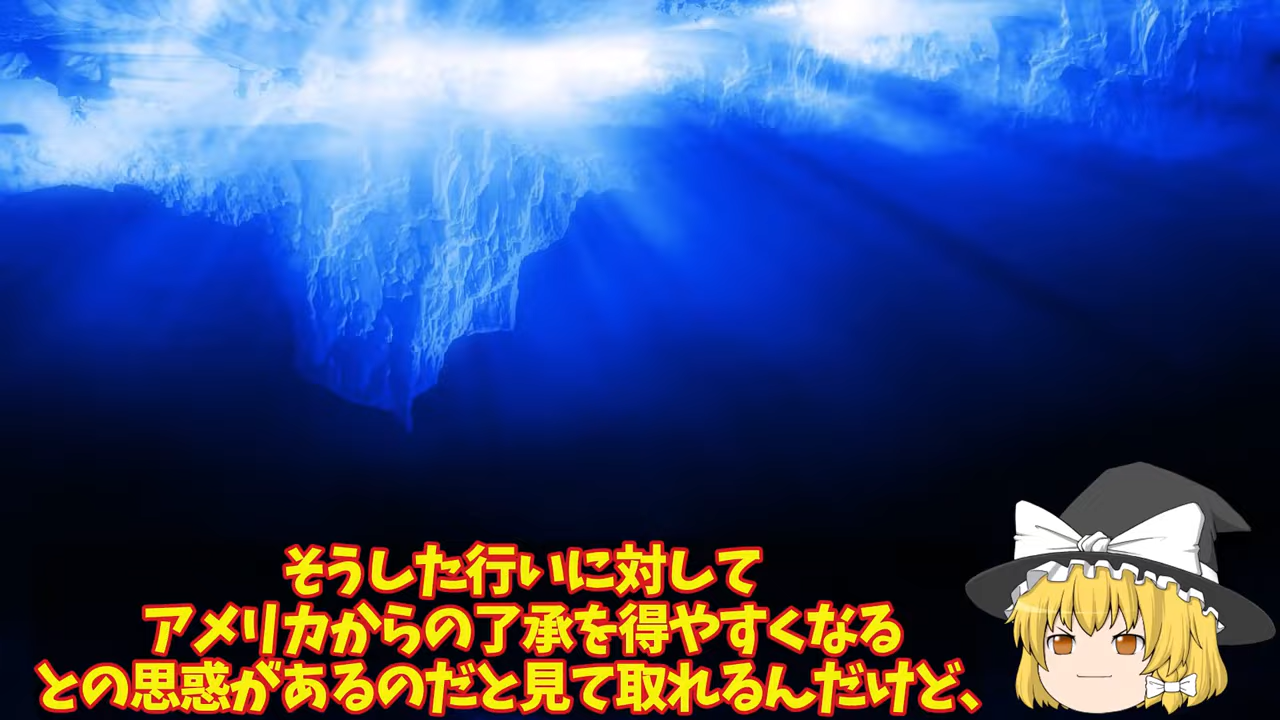 そうした行いに対して
アメリカからの了承を得やすくなる
との思惑があるのだと見て取れるんだけど、